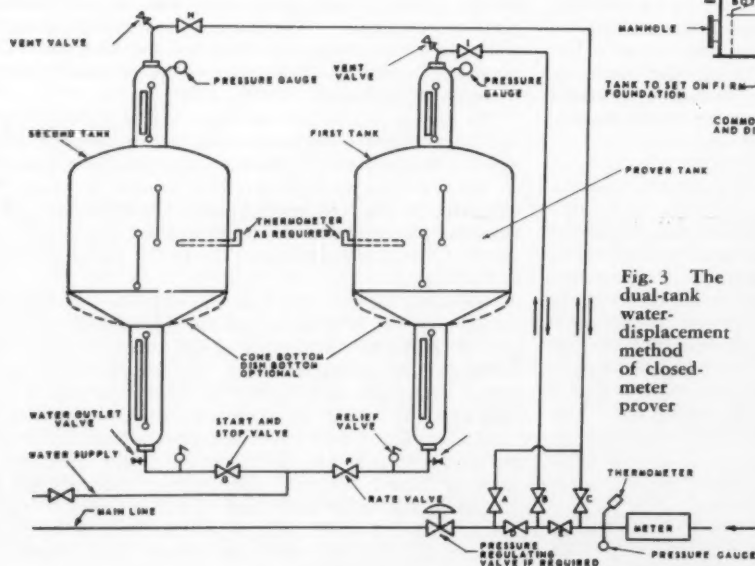 H
VENT VALVE
PRESSURE GAUGE
VENT
VALVE
I
PRESSURE
GAUGE
MANHOLE
TANK TO SET ON FIRM
FOUNDATION
COMMO
AND D
SECOND TANK
FIRST TANK
PROVER TANK
THERMOMETER
AS REQUIRED
Fig. 3 The
dual-tank
water-
displacement
method
of closed-
meter
prover
CONE BOTTOM
DISH BOTTOM
OPTIONAL
WATER OUTLET
VALVE
START AND
STOP VALVE
RELIEF
VALVE
WATER SUPPLY
G
F
THERMOMETER
RATE VALVE
A
B
C
MAIN LINE
METER
PRESSURE
REGULATING
VALVE IF REQUIRED
PRESSURE GAUGE